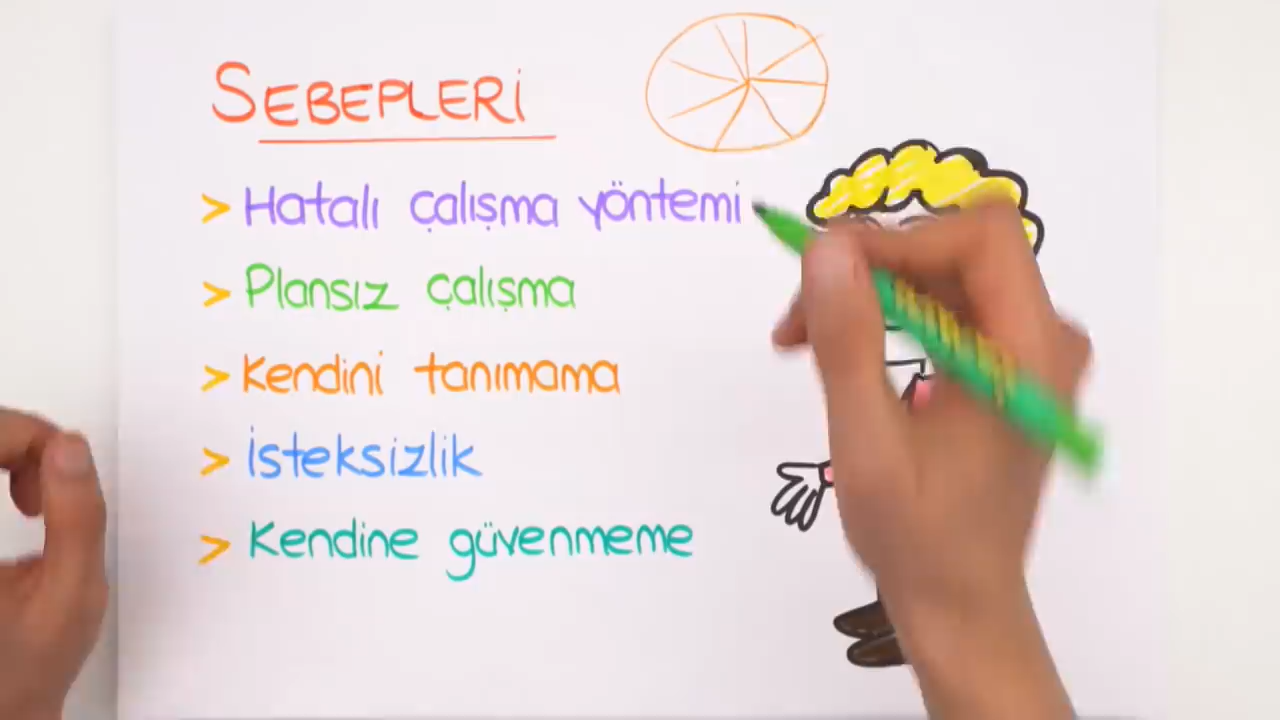 SEBEPLERİ
> Hatalı çalışma yöntemi
> Plansız çalışma
> Kendini tanımama
> İsteksizlik
> Kendine güvenmeme